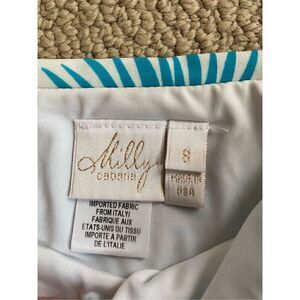 Milly
cabana
S
MADE IN
USA
IMPORTED FABRIC
FROM ITALY/
FABRIQUE AUX
ETATS-UNIS DU TISSU
IMPORTE A PARTIR
DE L'ITALIE